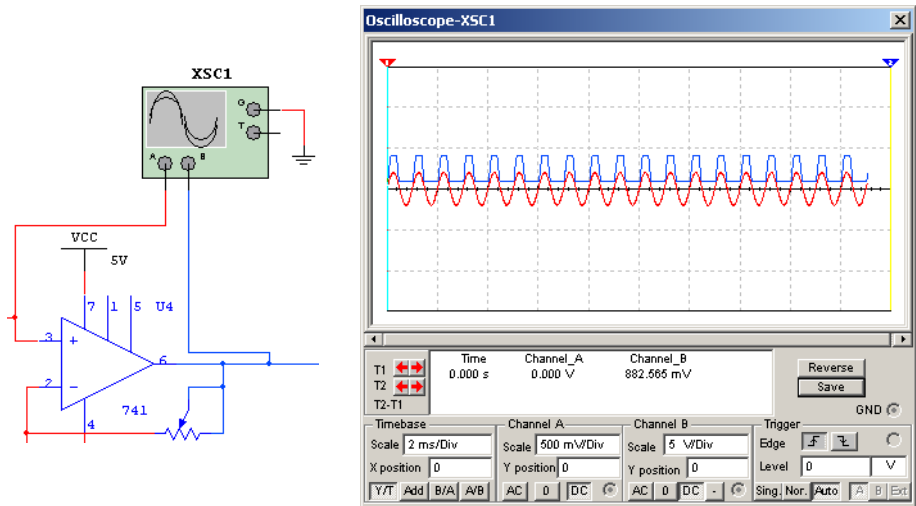 XSC1
G
T
A B
VCC
5V
7 1 5 U4
3 +
6
2 −
741
4
Oscilloscope-XSC1
1 2
Time Channel_A Channel_B
T1 0.000 s 0.000 V 882.565 mV
T2
T2-T1
Reverse
Save
GND
Timebase
Scale 2 ms/Div
X position 0
Y/T Add B/A A/B
Channel A
Scale 500 mV/Div
Y position 0
AC 0 DC
Channel B
Scale 5 V/Div
Y position 0
AC 0 DC -
Trigger
Edge
Level 0 V
Sing. Nor. Auto A B Ext